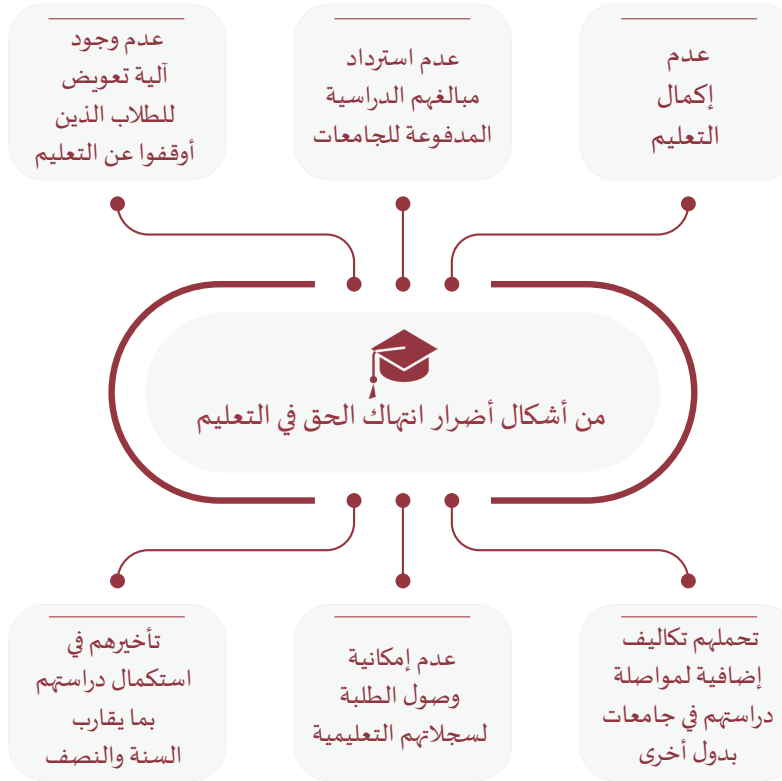 عدم
إكمال
التعليم
عدم استرداد
مبالغهم الدراسية
المدفوعة للجامعات
عدم وجود
آلية تعويض
للطلاب الذين
أوقفوا عن التعليم
من أشكال أضرار انتهاك الحق في التعليم
تحملهم تكاليف
إضافية لمواصلة
دراستهم في جامعات
بدول أخرى
عدم إمكانية
وصول الطلبة
لسجلاتهم التعليمية
تأخيرهم في
استكمال دراستهم
بما يقارب
السنة والنصف